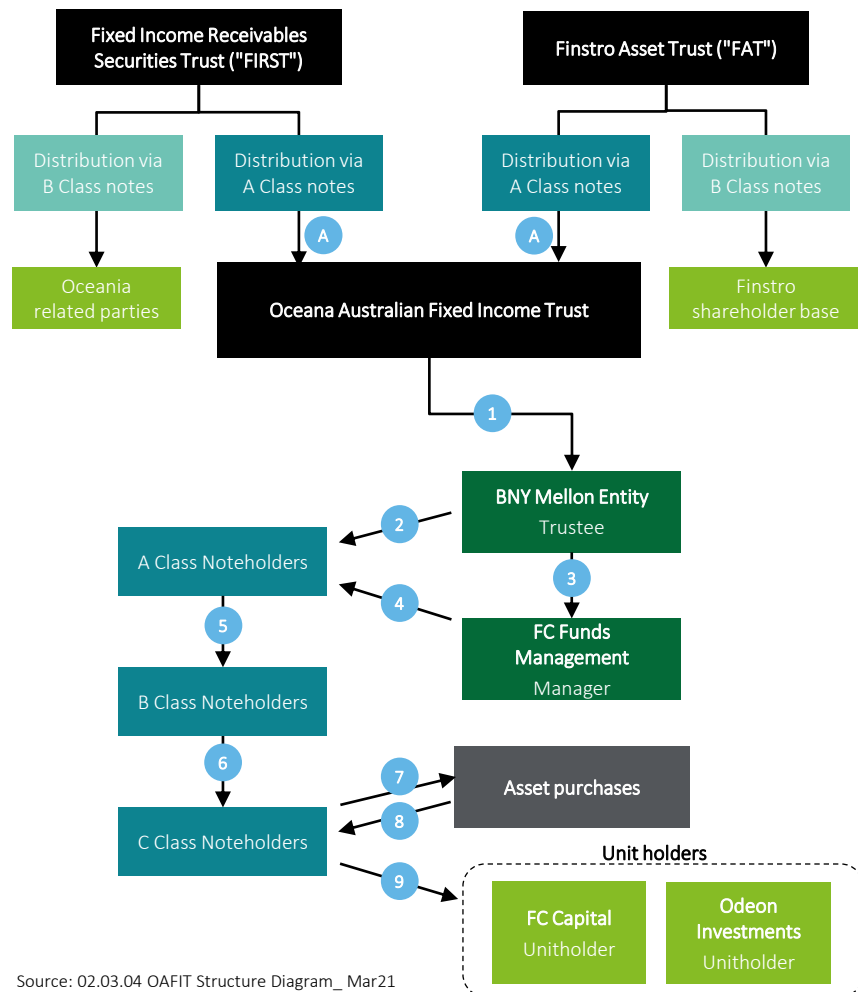 Fixed Income Receivables
Securities Trust ("FIRST")
Finstro Asset Trust ("FAT")
Distribution via
B Class notes
Distribution via
A Class notes
Distribution via
A Class notes
Distribution via
B Class notes
A
A
Oceania
related parties
Oceana Australian Fixed Income Trust
Finstro
shareholder base
1
BNY Mellon Entity
Trustee
2
A Class Noteholders
3
4
5
FC Funds
Management
Manager
B Class Noteholders
6
7
Asset purchases
8
C Class Noteholders
Unit holders
9
FC Capital
Unitholder
Odeon
Investments
Unitholder
Source: 02.03.04 OAFIT Structure Diagram_ Mar21